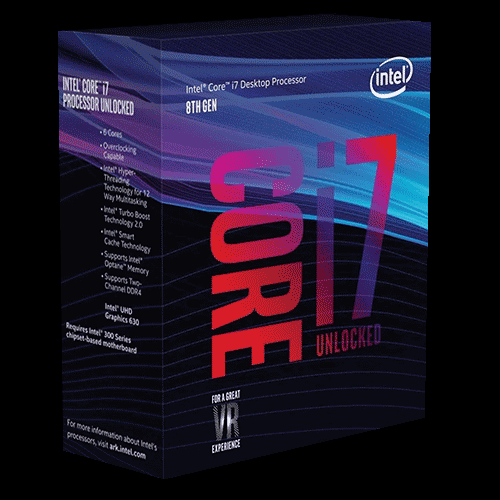 INTEL® CORE™ i7
PROCESSOR UNLOCKED
• 6 Cores
• Overclocking
Capable
• Intel® Hyper-
Threading
Technology for 12
Way Multitasking
• Intel® Turbo Boost
Technology 2.0
• Intel® Smart
Cache Technology
• Supports Intel®
Optane™ Memory
• Supports Two-
Channel DDR4
Intel® UHD
Graphics 630
Requires Intel® 300 Series
chipset-based motherboard
For more information about Intel's
processors, visit ark.intel.com
Intel® Core™ i7 Desktop Processor
8TH GEN
intel
CORE
i7
UNLOCKED
FOR A GREAT
VR
EXPERIENCE